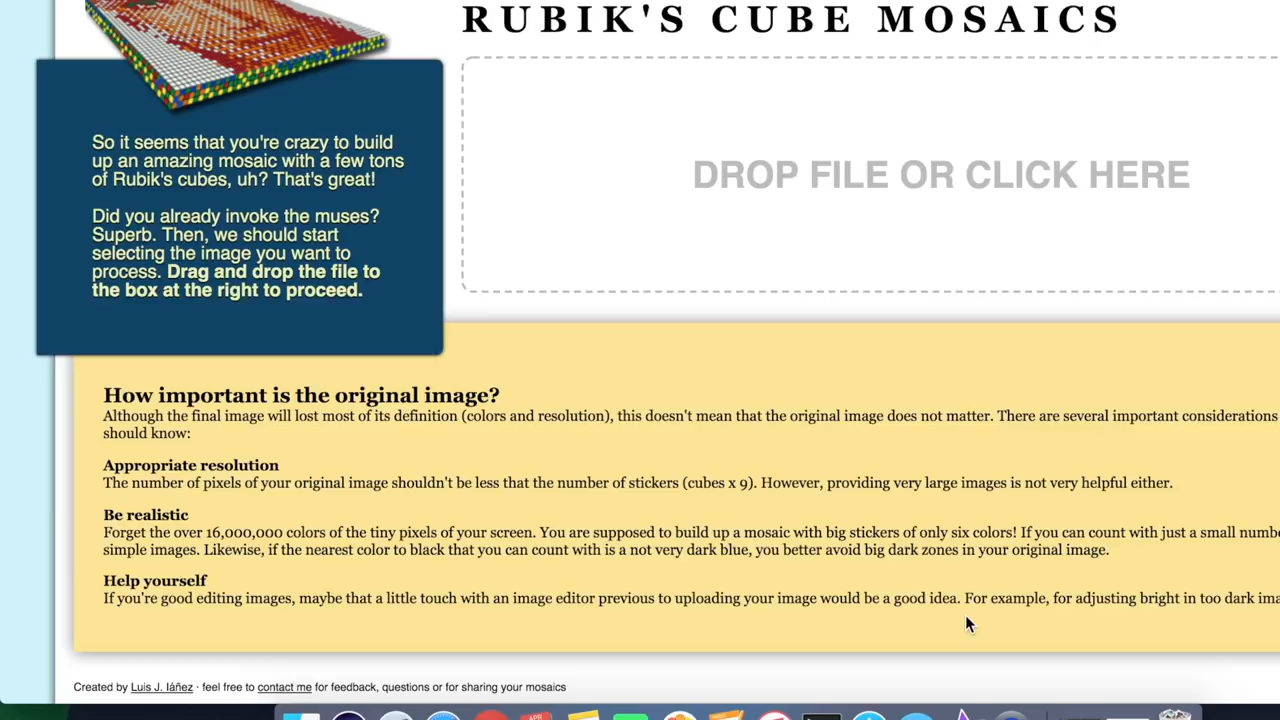 RUBIK'S CUBE MOSAICS
So it seems that you're crazy to build
up an amazing mosaic with a few tons
of Rubik's cubes, uh? That's great!
Did you already invoke the muses?
Superb. Then, we should start
selecting the image you want to
process. Drag and drop the file to
the box at the right to proceed.
DROP FILE OR CLICK HERE
How important is the original image?
Although the final image will lost most of its definition (colors and resolution), this doesn't mean that the original image does not matter. There are several important considerations
should know:
Appropriate resolution
The number of pixels of your original image shouldn't be less that the number of stickers (cubes x 9). However, providing very large images is not very helpful either.
Be realistic
Forget the over 16,000,000 colors of the tiny pixels of your screen. You are supposed to build up a mosaic with big stickers of only six colors! If you can count with just a small
simple images. Likewise, if the nearest color to black that you can count with is a not very dark blue, you better avoid big dark zones in your original image.
Help yourself
If you're good editing images, maybe that a little touch with an image editor previous to uploading your image would be a good idea. For example, for adjusting bright in too dark
Created by Luis J. Iáñez · feel free to contact me for feedback, questions or for sharing your mosaics
APR